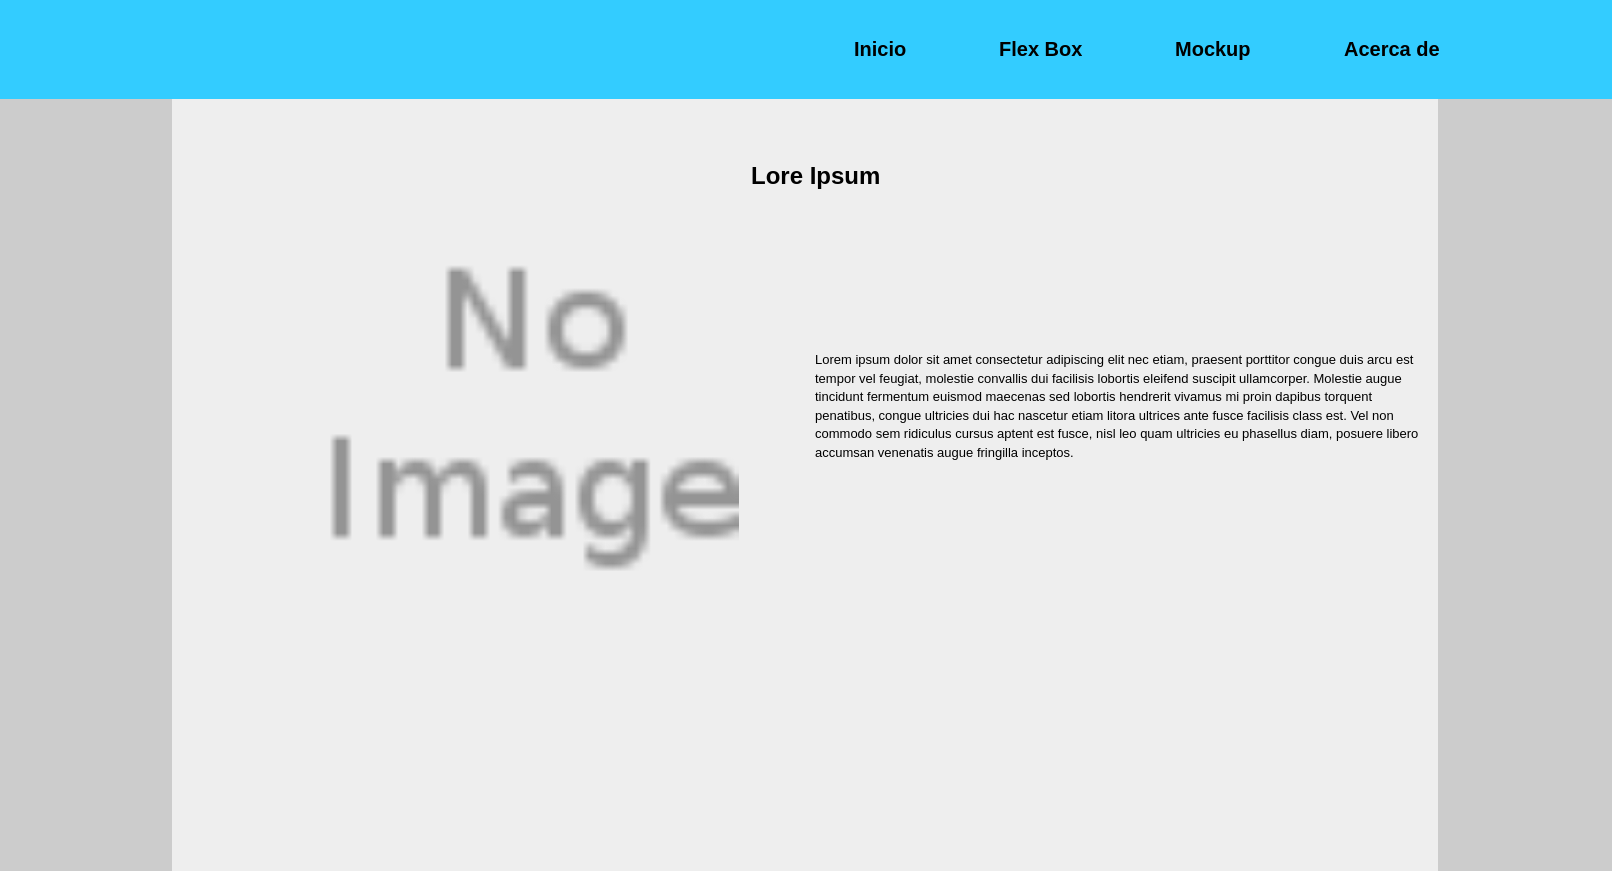 Inicio Flex Box Mockup Acerca de
Lore Ipsum
No
Image
Lorem ipsum dolor sit amet consectetur adipiscing elit nec etiam, praesent porttitor congue duis arcu est
tempor vel feugiat, molestie convallis dui facilisis lobortis eleifend suscipit ullamcorper. Molestie augue
tincidunt fermentum euismod maecenas sed lobortis hendrerit vivamus mi proin dapibus torquent
penatibus, congue ultricies dui hac nascetur etiam litora ultrices ante fusce facilisis class est. Vel non
commodo sem ridiculus cursus aptent est fusce, nisl leo quam ultricies eu phasellus diam, posuere libero
accumsan venenatis augue fringilla inceptos.